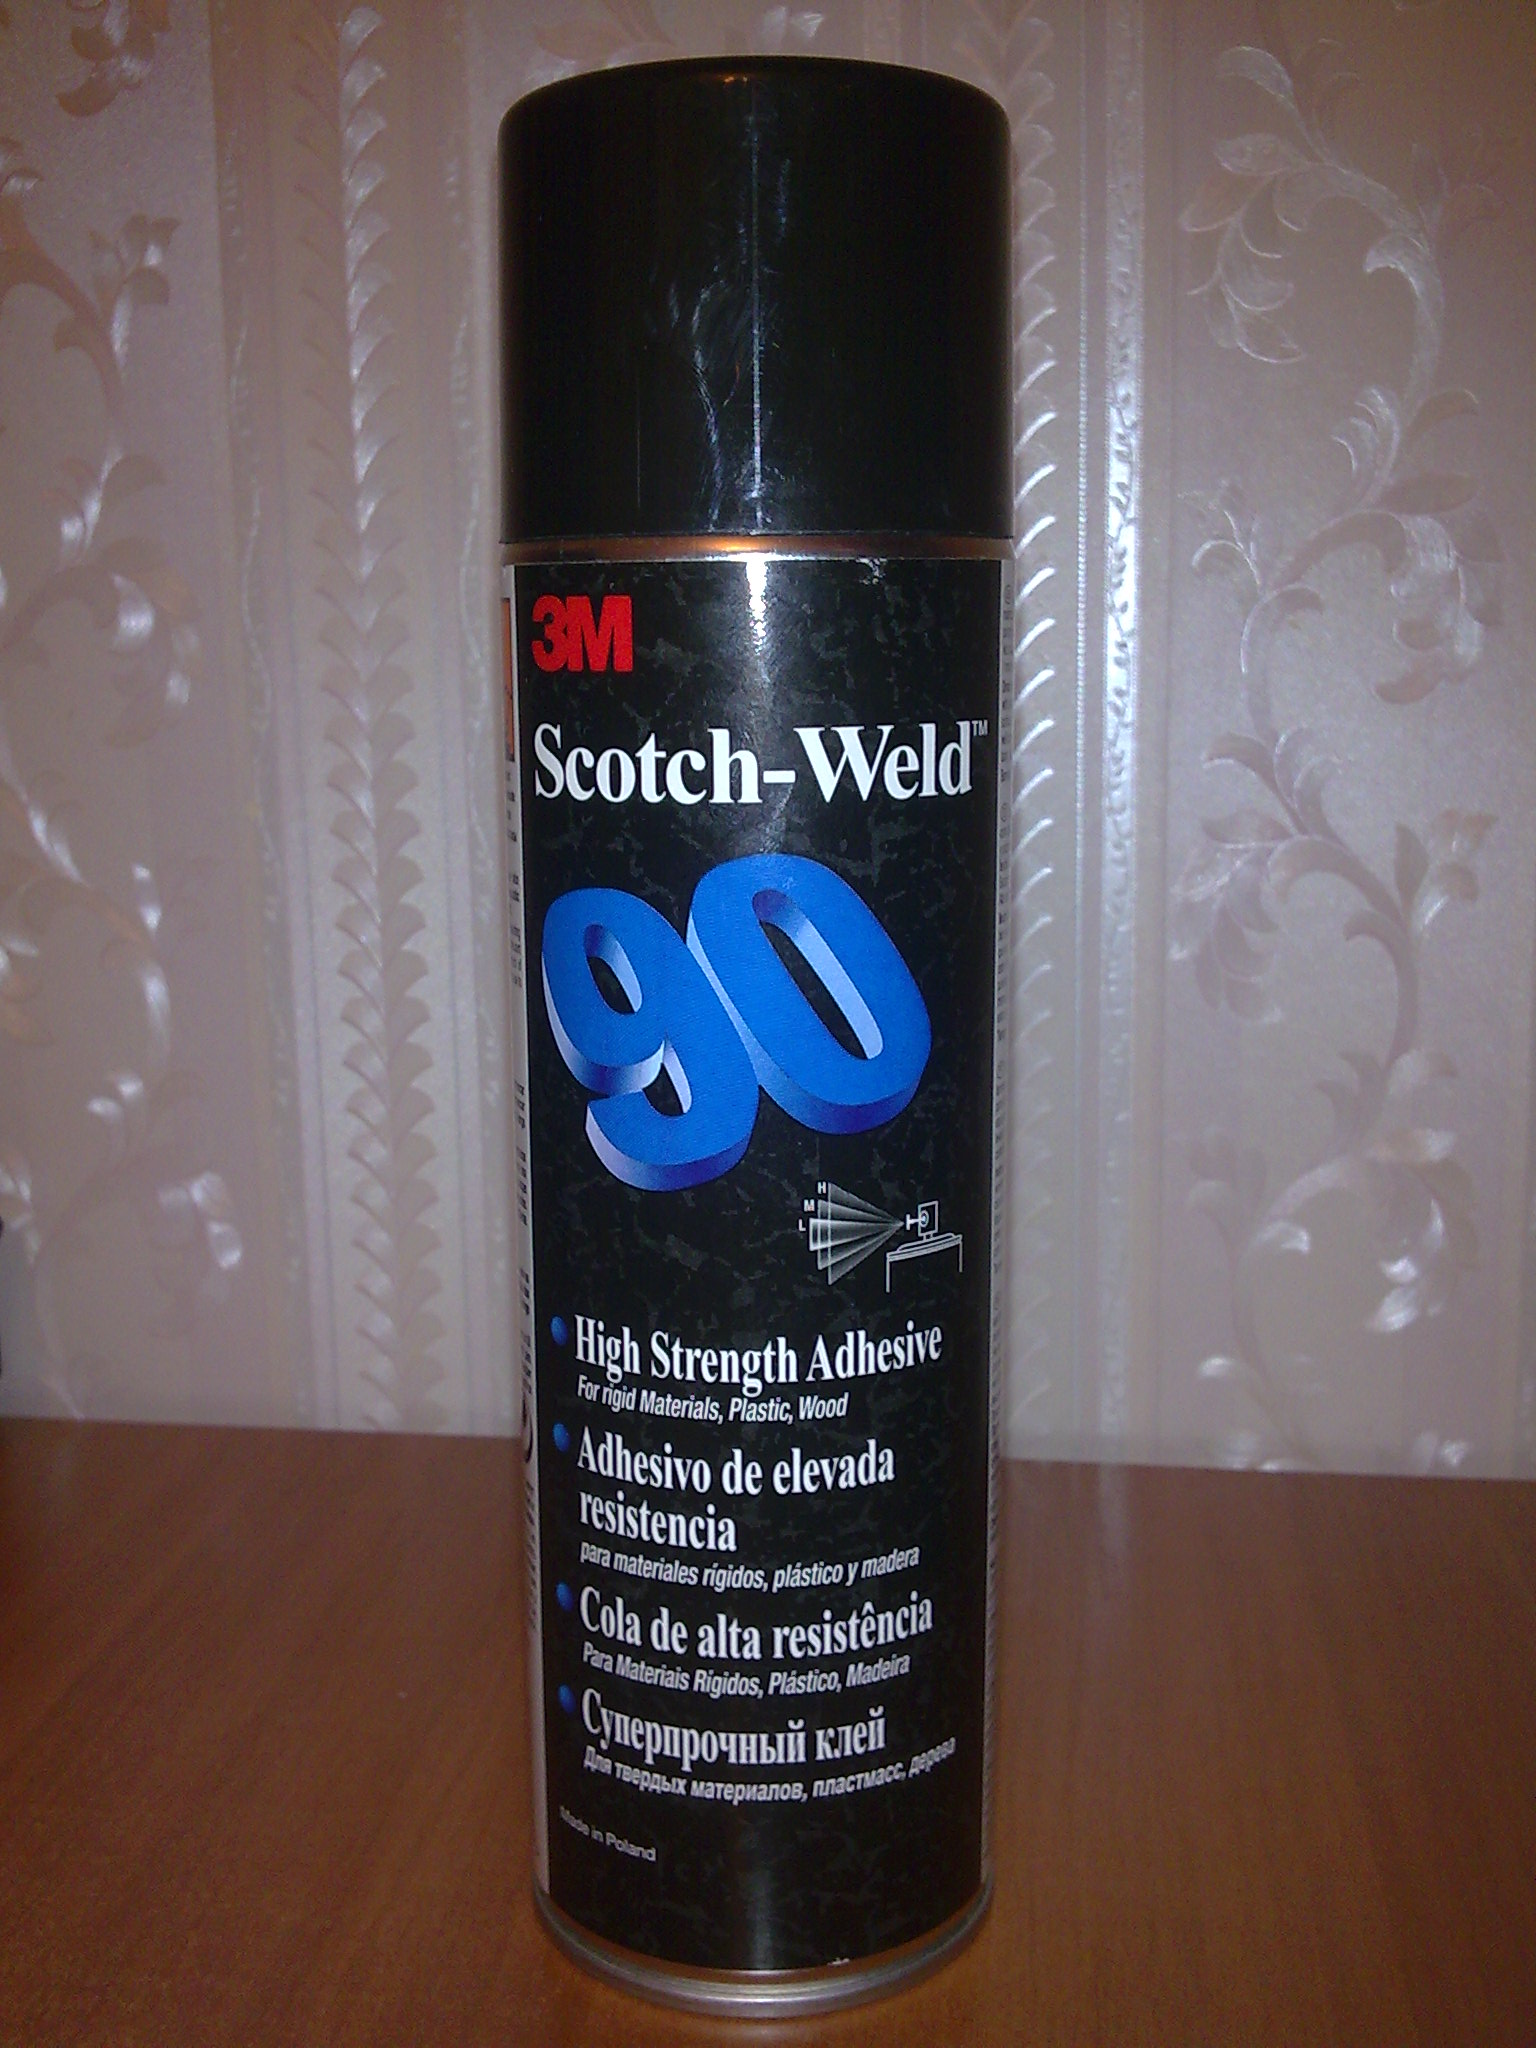 3M
Scotch-Weld™
90
H
M
L
High Strength Adhesive
For rigid Materials, Plastic, Wood
Adhesivo de elevada
resistencia
para materiales rígidos, plástico y madera
Cola de alta resistência
Para Materiais Rigidos, Plástico, Madeira
Суперпрочный клей
Для твердых материалов, пластмасс, дерева
Made in Poland